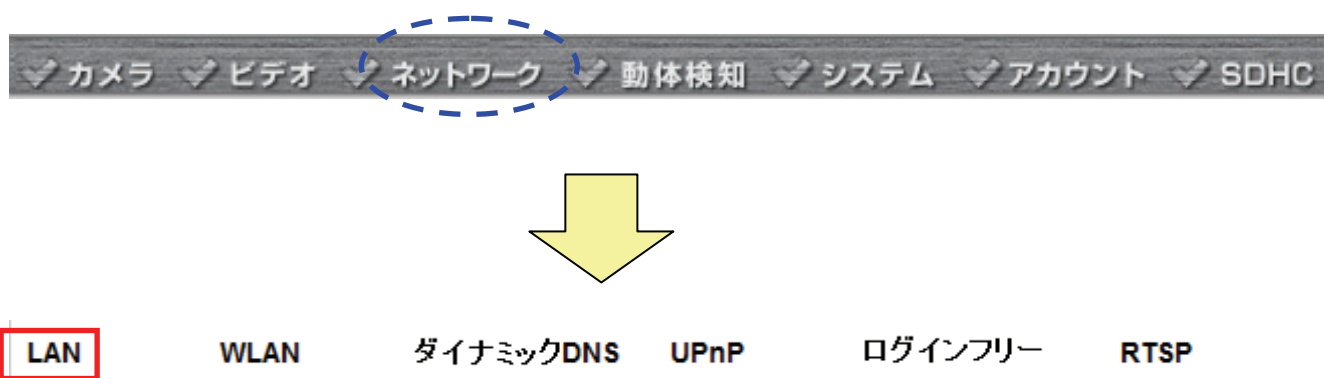 カメラ ビデオ ネットワーク 動体検知 システム アカウント SDHC
LAN WLAN ダイナミックDNS UPnP ログインフリー RTSP